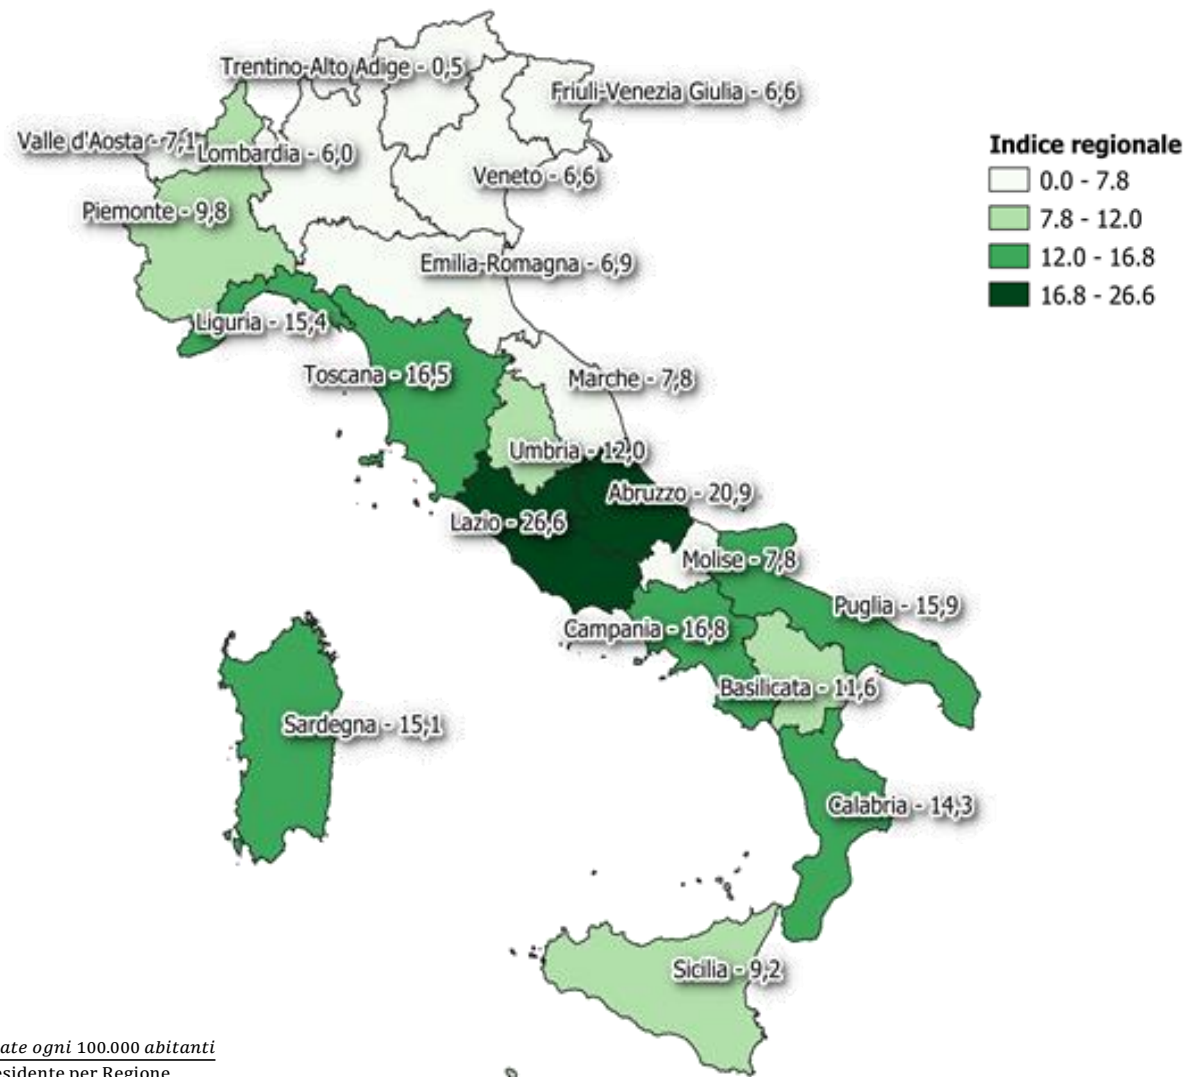 Trentino-Alto Adige - 0,5
Friuli-Venezia Giulia - 6,6
Valle d'Aosta - 7,1
Lombardia - 6,0
Veneto - 6,6
Piemonte - 9,8
Emilia-Romagna - 6,9
Liguria - 15,4
Toscana - 16,5
Marche - 7,8
Umbria - 12,0
Abruzzo - 20,9
Lazio - 26,6
Molise - 7,8
Puglia - 15,9
Campania - 16,8
Basilicata - 11,6
Sardegna - 15,1
Calabria - 14,3
Sicilia - 9,2
Indice regionale
0.0 - 7.8
7.8 - 12.0
12.0 - 16.8
16.8 - 26.6
ate ogni 100.000 abitanti
esidente per Regione